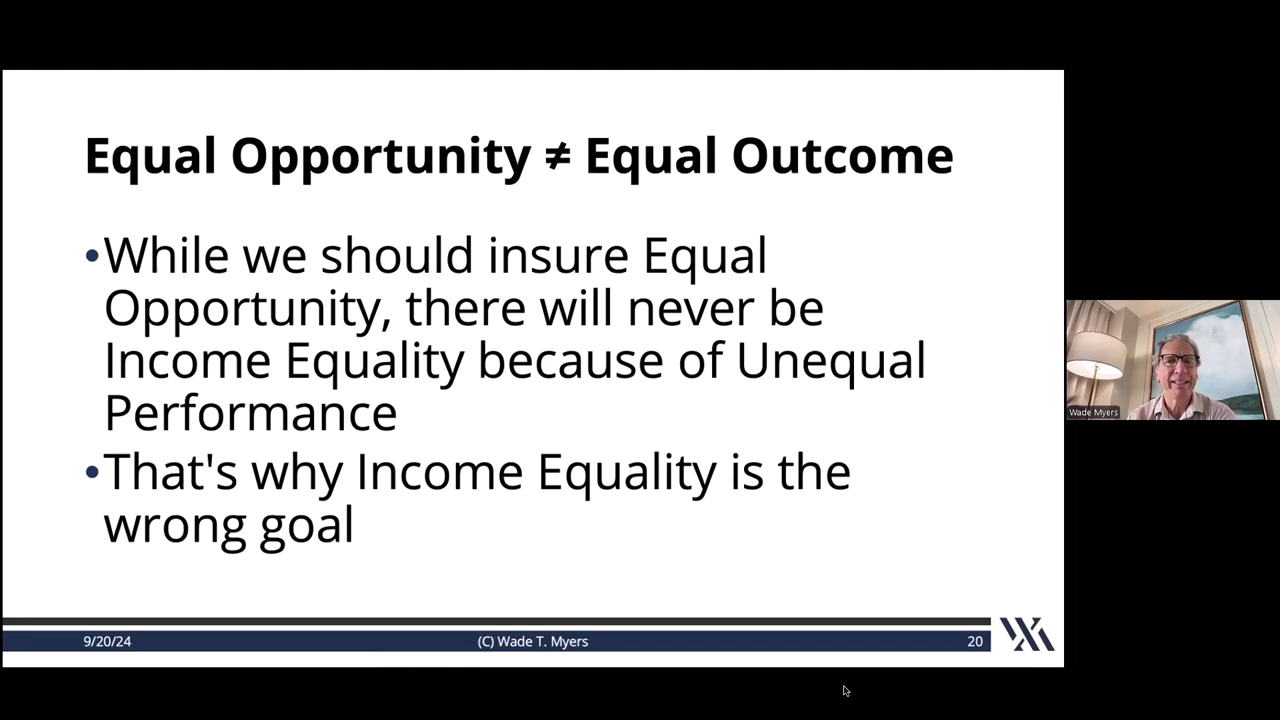 Equal Opportunity ≠ Equal Outcome
•While we should insure Equal
Opportunity, there will never be
Income Equality because of Unequal
Performance
•That's why Income Equality is the
wrong goal
9/20/24
(C) Wade T. Myers
20
Wade Myers